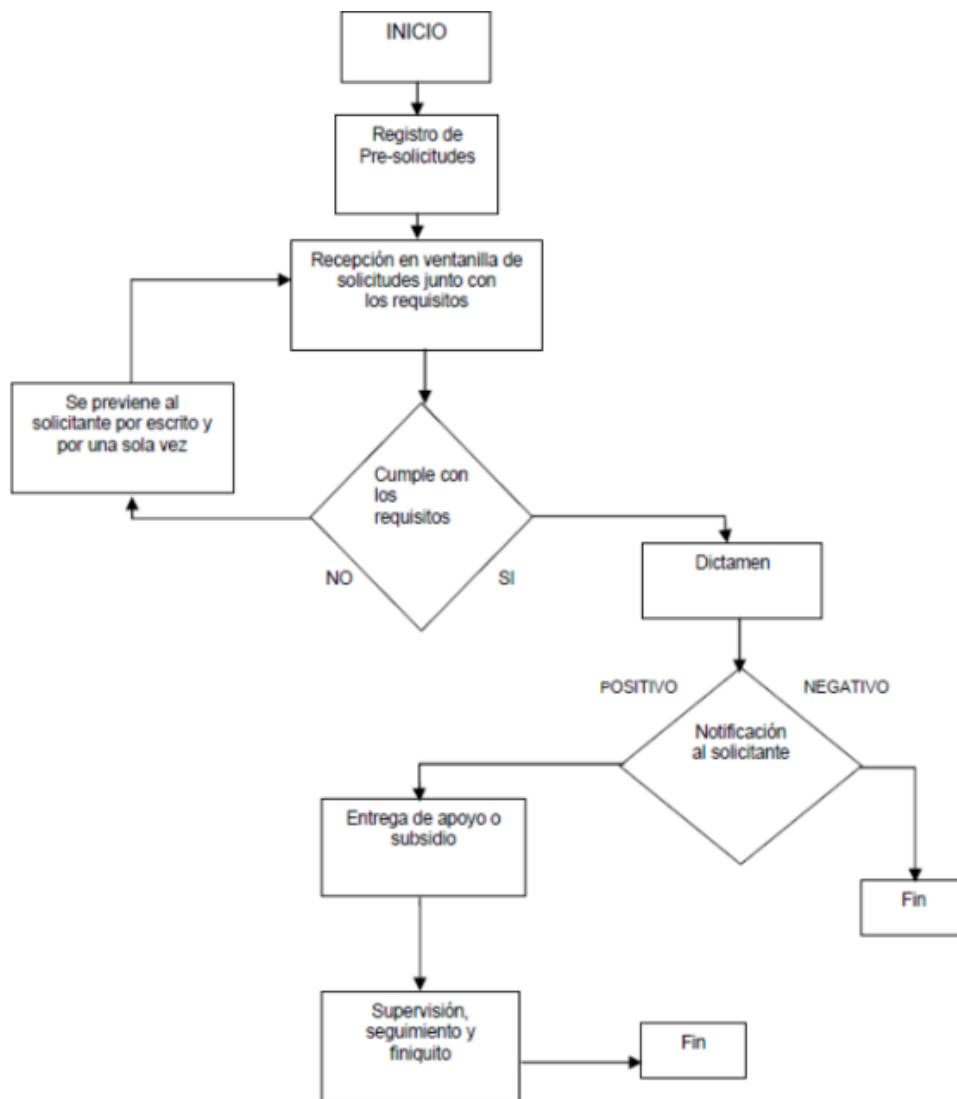 INICIO
Registro de
Pre-solicitudes
Recepción en ventanilla de
solicitudes junto con
los requisitos
Se previene al
solicitante por escrito y
por una sola vez
Cumple con
los
requisitos
NO
SI
Dictamen
POSITIVO
NEGATIVO
Notificación
al solicitante
Entrega de apoyo o
subsidio
Fin
Supervisión,
seguimiento y
finiquito
Fin